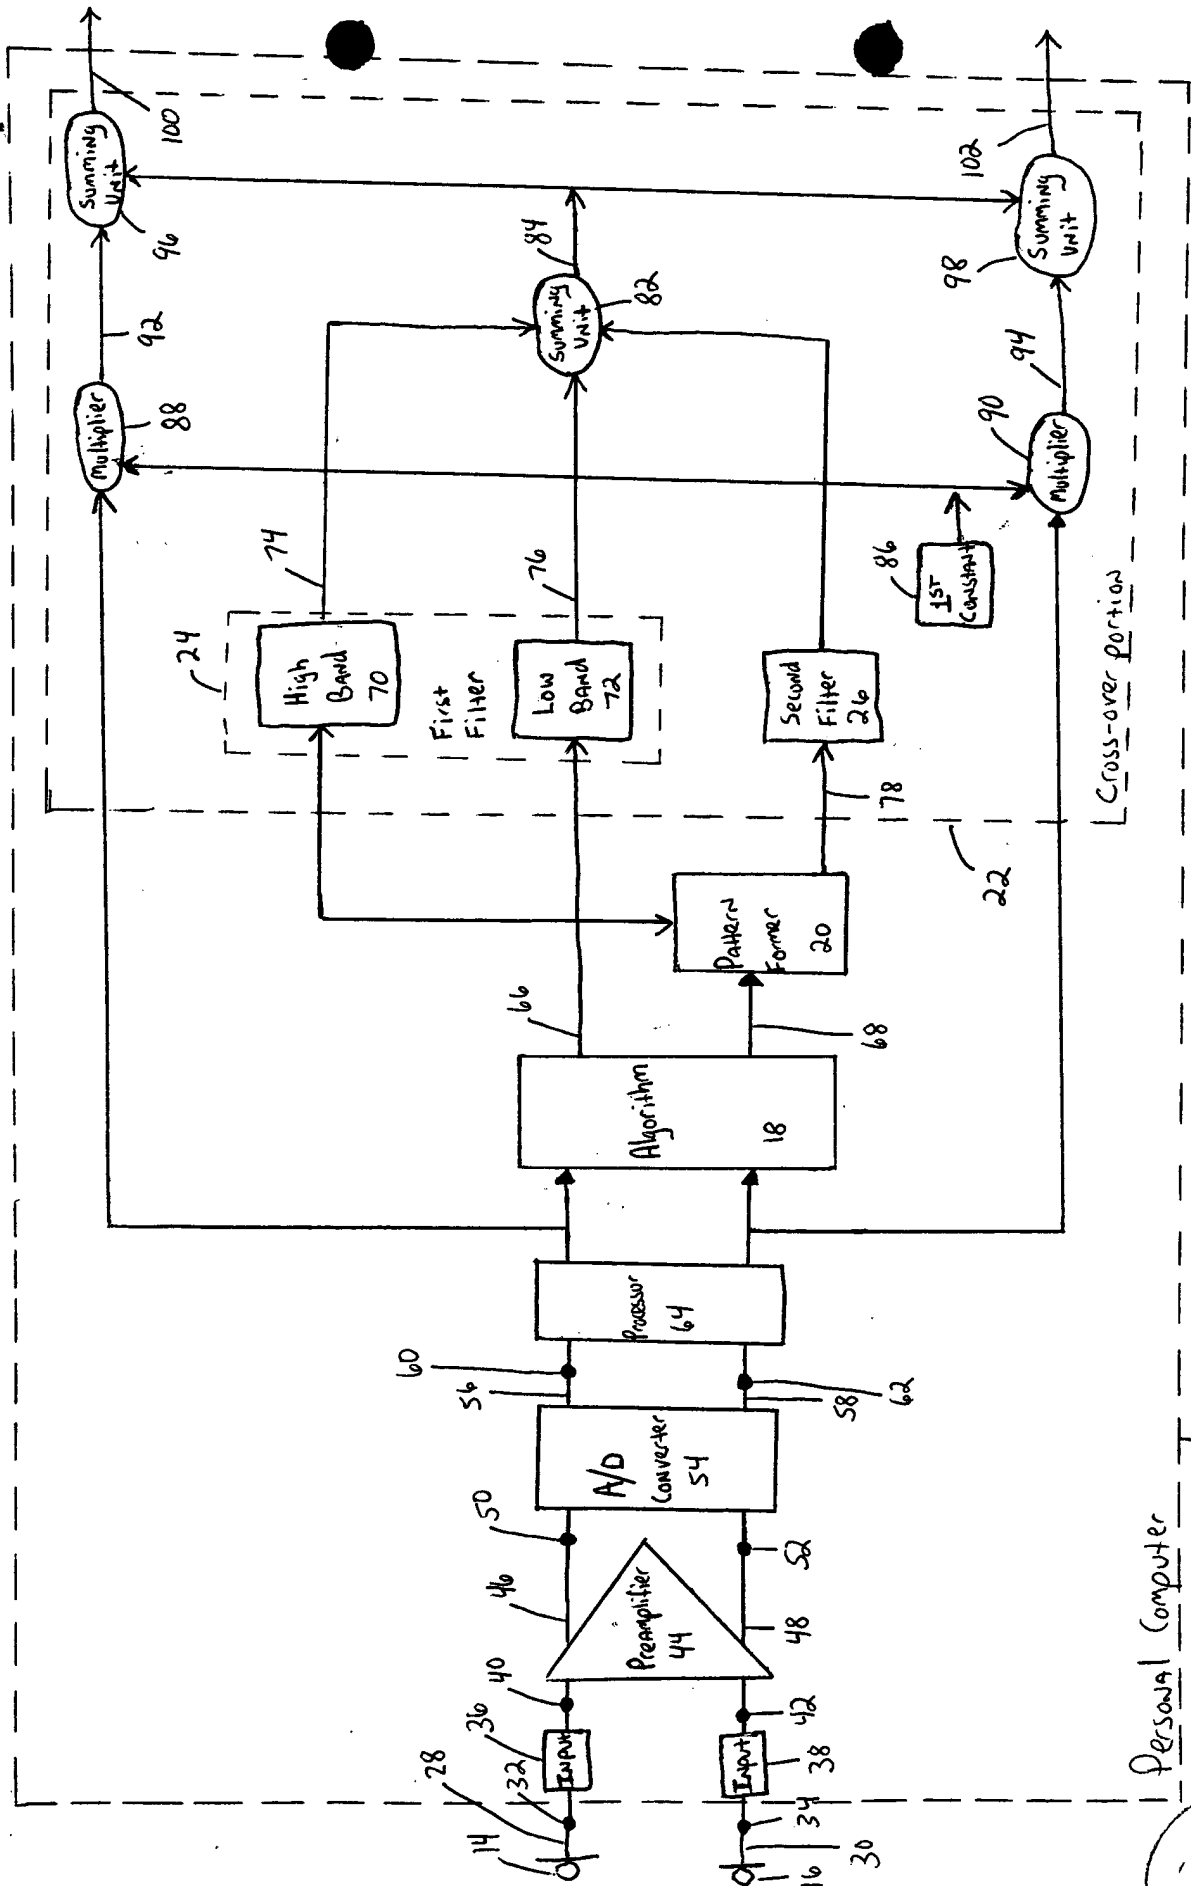 100
Summing
Unit
96
92
Multiplier
88
102
Summing
Unit
98
94
Multiplier
90
84
Summing
Unit
82
74
76
86
1ST
Constant
24
High
Band
70
First
Filter
Low
Band
72
Second
Filter
26
78
Cross-over Portion
22
Pattern
Former
20
66
68
Algorithm
18
Processor
64
60
56
62
58
A/D
Converter
54
50
52
46
48
Preamplifier
44
40
42
36
Input
38
Input
28
32
14
34
30
16
Personal Computer